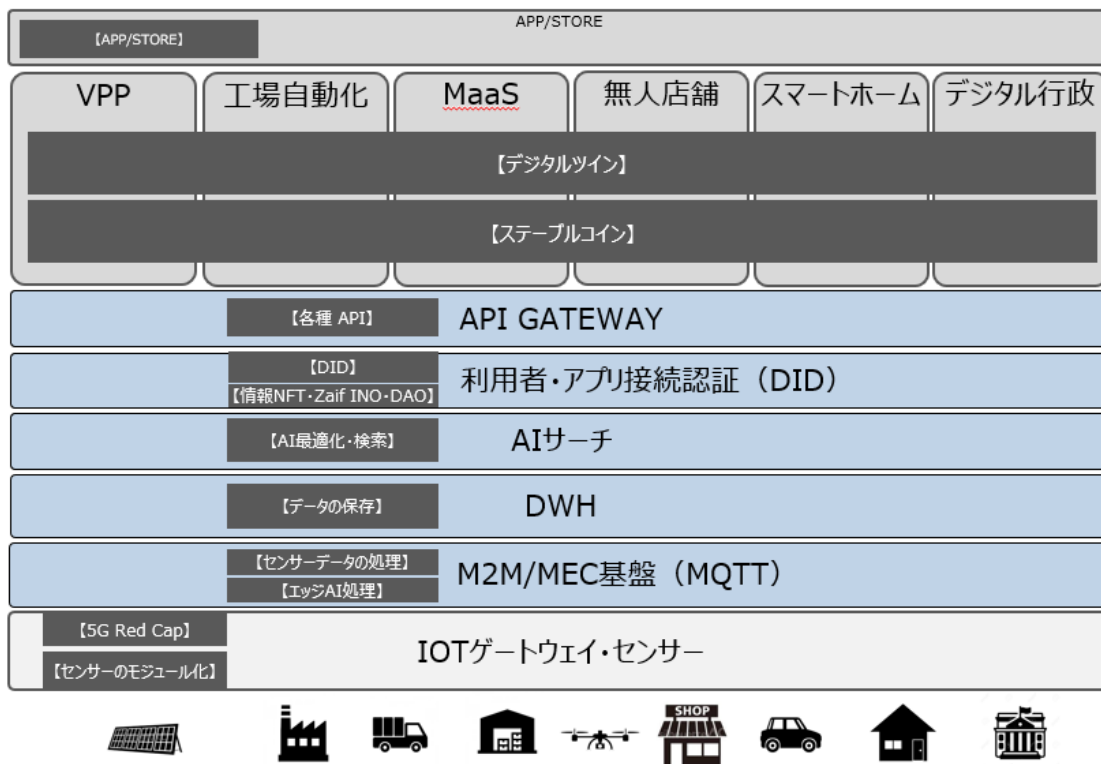 APP/STORE
【APP/STORE】
VPP
工場自動化
MaaS
無人店舗
スマートホーム
デジタル行政
【デジタルツイン】
【ステーブルコイン】
【各種 API】
API GATEWAY
【DID】
【情報NFT・Zaif INO・DAO】
利用者・アプリ接続認証（DID）
【AI最適化・検索】
AIサーチ
【データの保存】
DWH
【センサーデータの処理】
【エッジAI処理】
M2M/MEC基盤（MQTT）
【5G Red Cap】
【センサーのモジュール化】
IOTゲートウェイ・センサー
SHOP